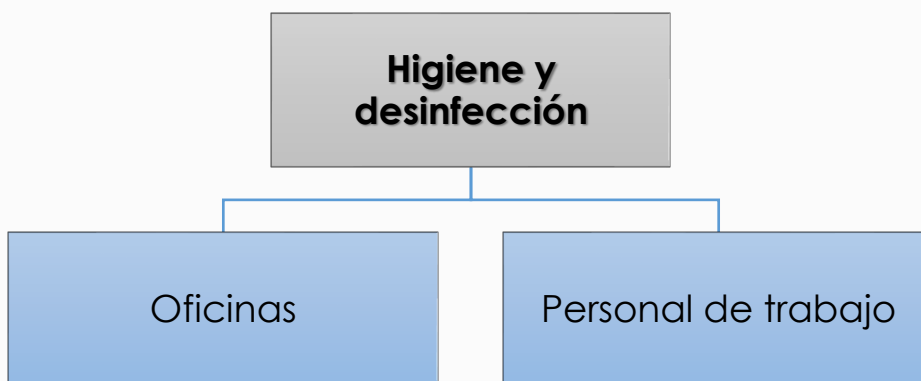 Higiene y
desinfección
Oficinas
Personal de trabajo